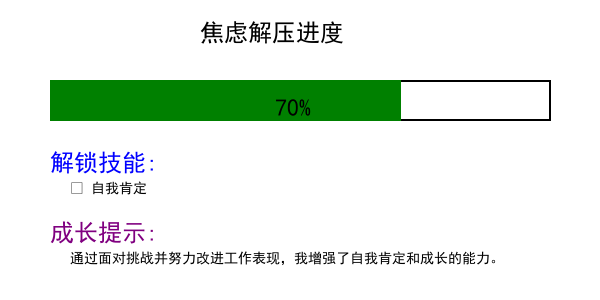 焦虑解压进度
70%
解锁技能:
□ 自我肯定
成长提示:
通过面对挑战并努力改进工作表现，我增强了自我肯定和成长的能力。